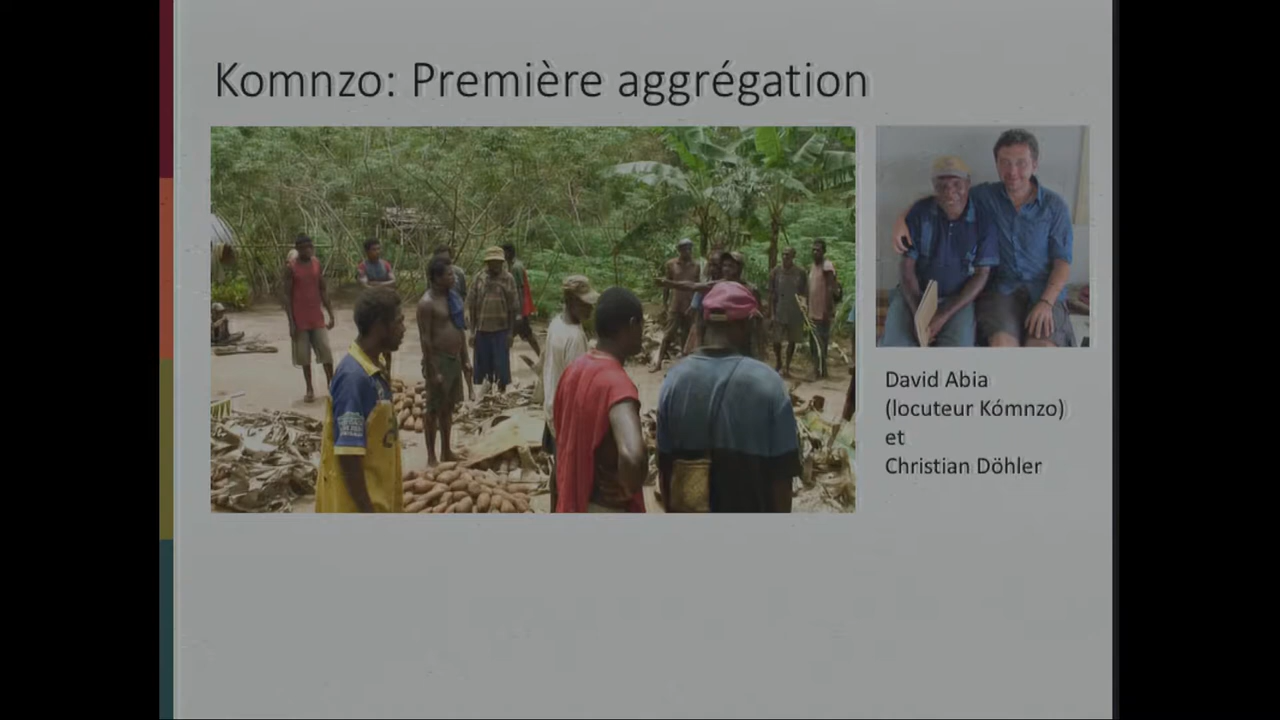 Komnzo: Première aggrégation
David Abia
(locuteur Kómnzo)
et
Christian Döhler